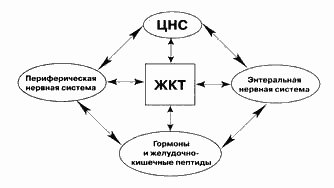 ЦНС
Периферическая
нервная система
ЖКТ
Энтеральная
нервная система
Гормоны
и желудочно-
кишечные пептиды